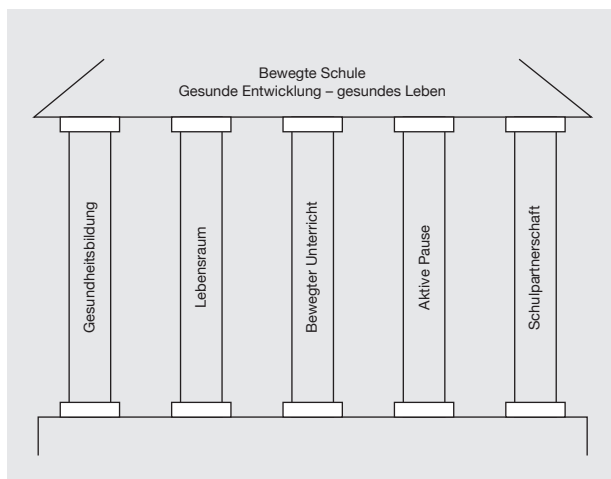 Bewegte Schule
Gesunde Entwicklung – gesundes Leben
Gesundheitsbildung
Lebensraum
Bewegter Unterricht
Aktive Pause
Schulpartnerschaft